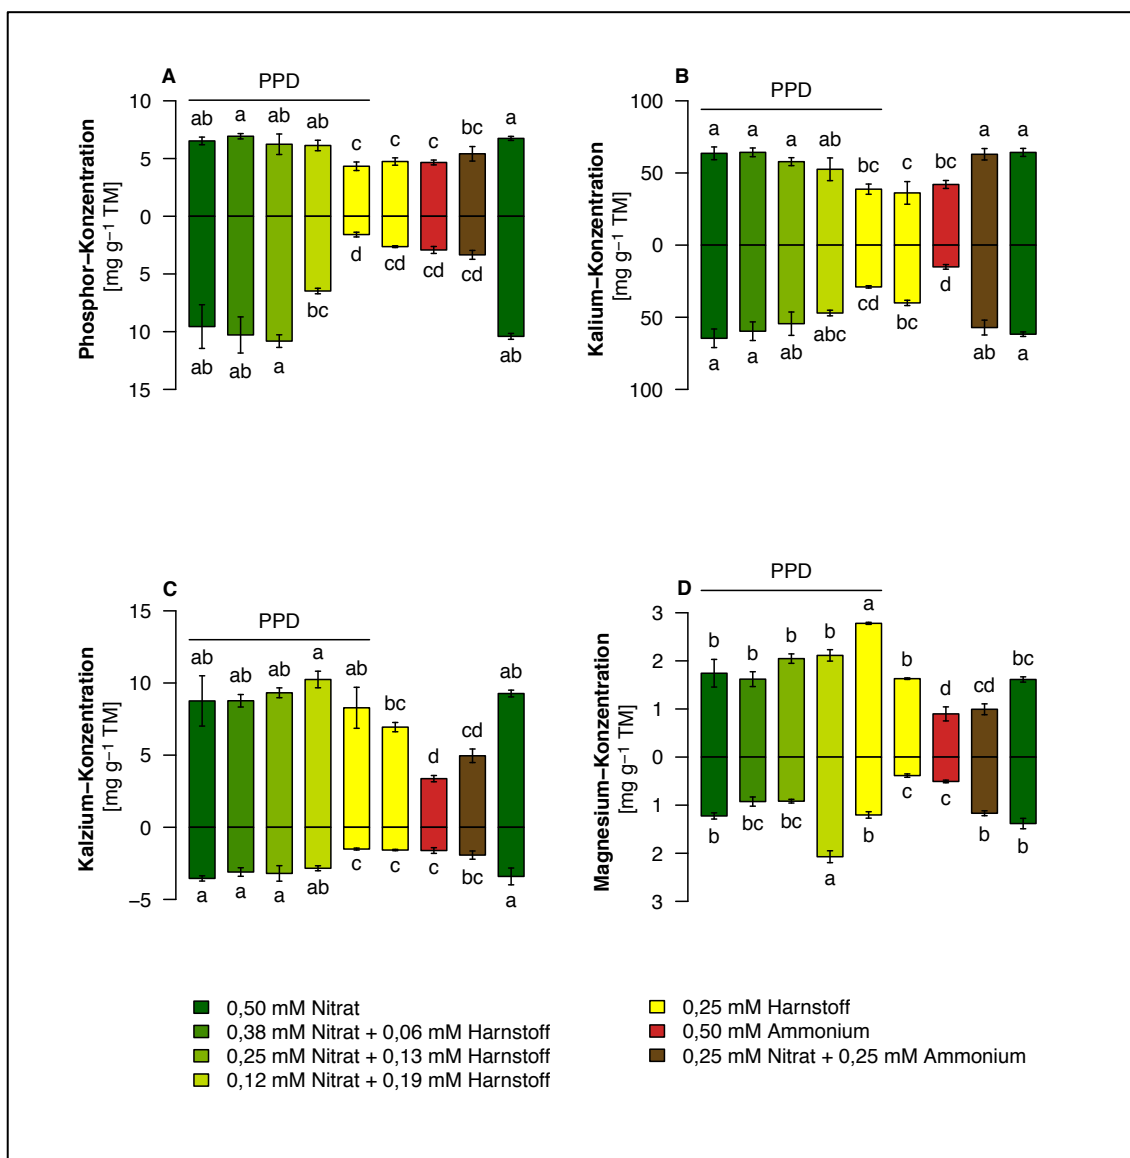 A
PPD
Phosphor−Konzentration
[mg g−1 TM]
10
5
0
5
10
15
ab a ab ab c c c bc a
ab ab a bc d cd cd cd ab
B
PPD
Kalium−Konzentration
[mg g−1 TM]
100
50
0
50
100
a a a ab bc c bc a a
a a ab abc cd bc d ab a
C
PPD
Kalzium−Konzentration
[mg g−1 TM]
15
10
5
0
−5
ab ab ab a ab bc d cd ab
a a a ab c c c bc a
D
PPD
Magnesium−Konzentration
[mg g−1 TM]
3
2
1
0
1
2
3
b b b b a b d cd bc
b bc bc a b c c b b
0,50 mM Nitrat
0,38 mM Nitrat + 0,06 mM Harnstoff
0,25 mM Nitrat + 0,13 mM Harnstoff
0,12 mM Nitrat + 0,19 mM Harnstoff
0,25 mM Harnstoff
0,50 mM Ammonium
0,25 mM Nitrat + 0,25 mM Ammonium